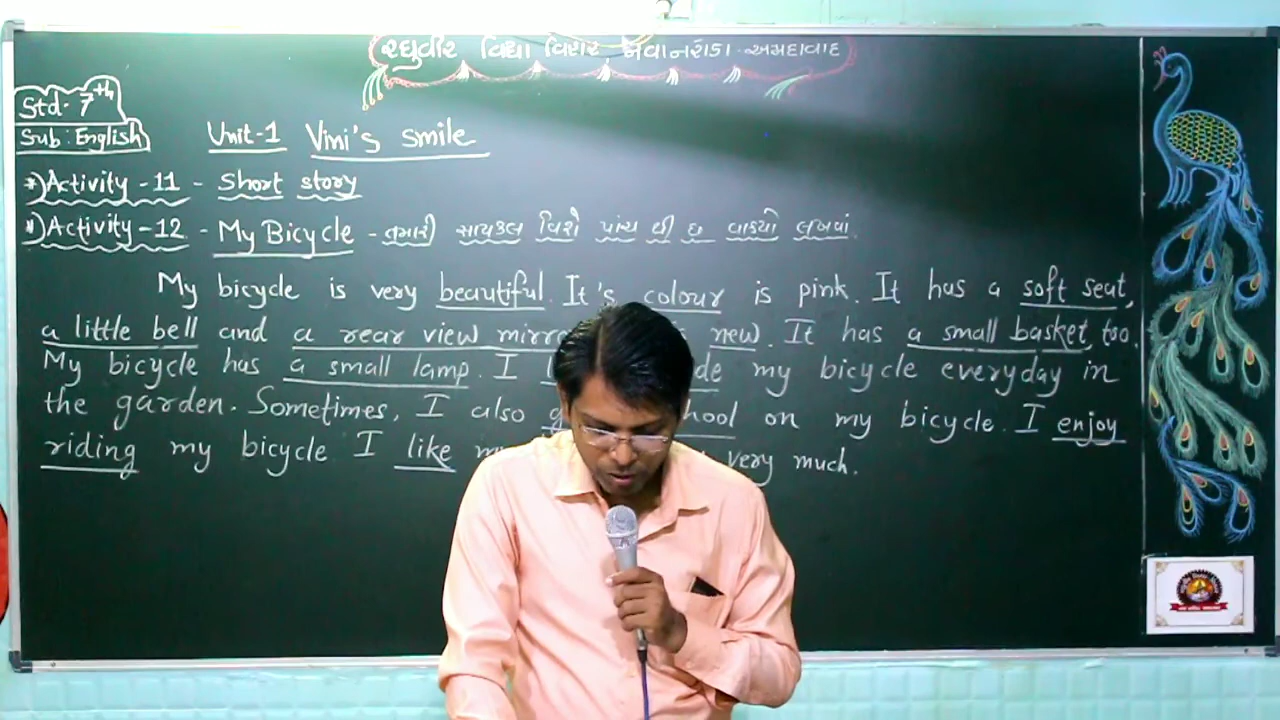 રઘુવીર વિદ્યા વિહાર, નવાનરોડા - અમદાવાદ
Std: 7th
Sub: English
Unit-1 Vini's smile
*) Activity - 11 - Short story
*) Activity - 12 - My Bicycle - તમારી સાયકલ વિશે પાંચ થી છ વાક્યો લખવાં.
My bicycle is very beautiful. It's colour is pink. It has a soft seat,
a little bell and a rear view new. It has a small basket too.
My bicycle has a small lamp. I my bicycle everyday in
the garden. Sometimes, I also on my bicycle. I enjoy
riding my bicycle I like very much.